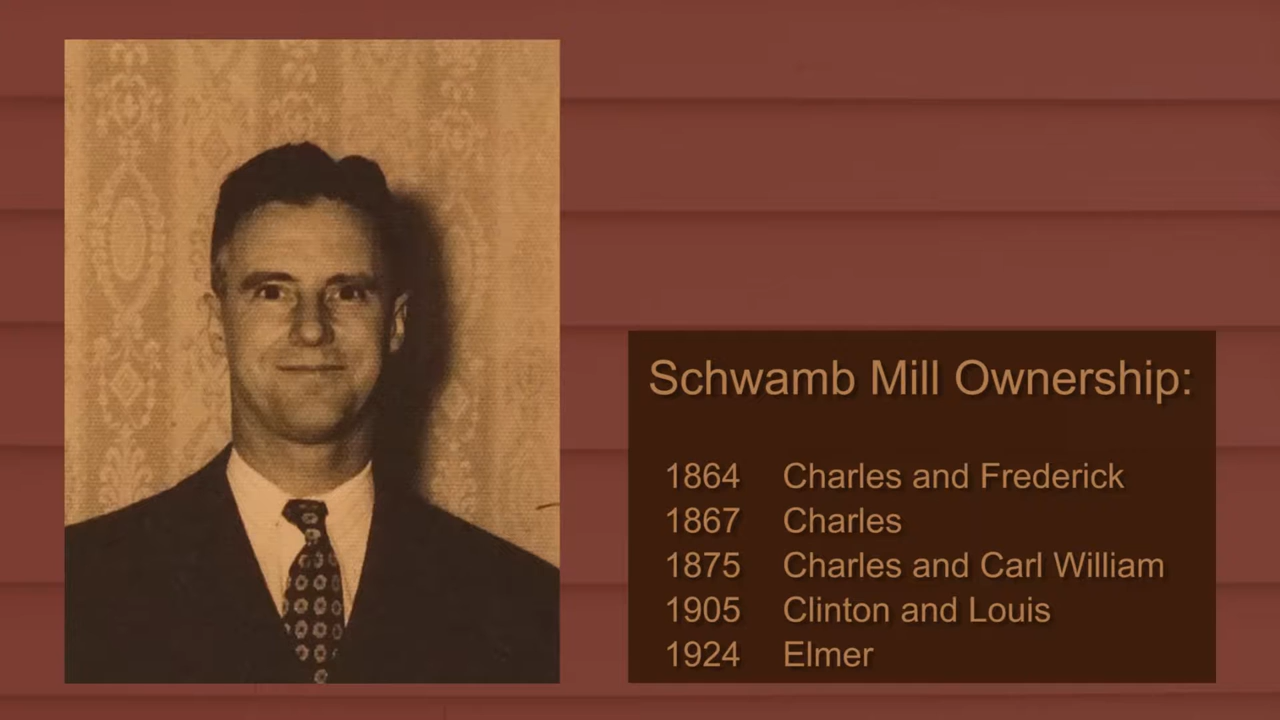 Schwamb Mill Ownership:
1864 Charles and Frederick
1867 Charles
1875 Charles and Carl William
1905 Clinton and Louis
1924 Elmer